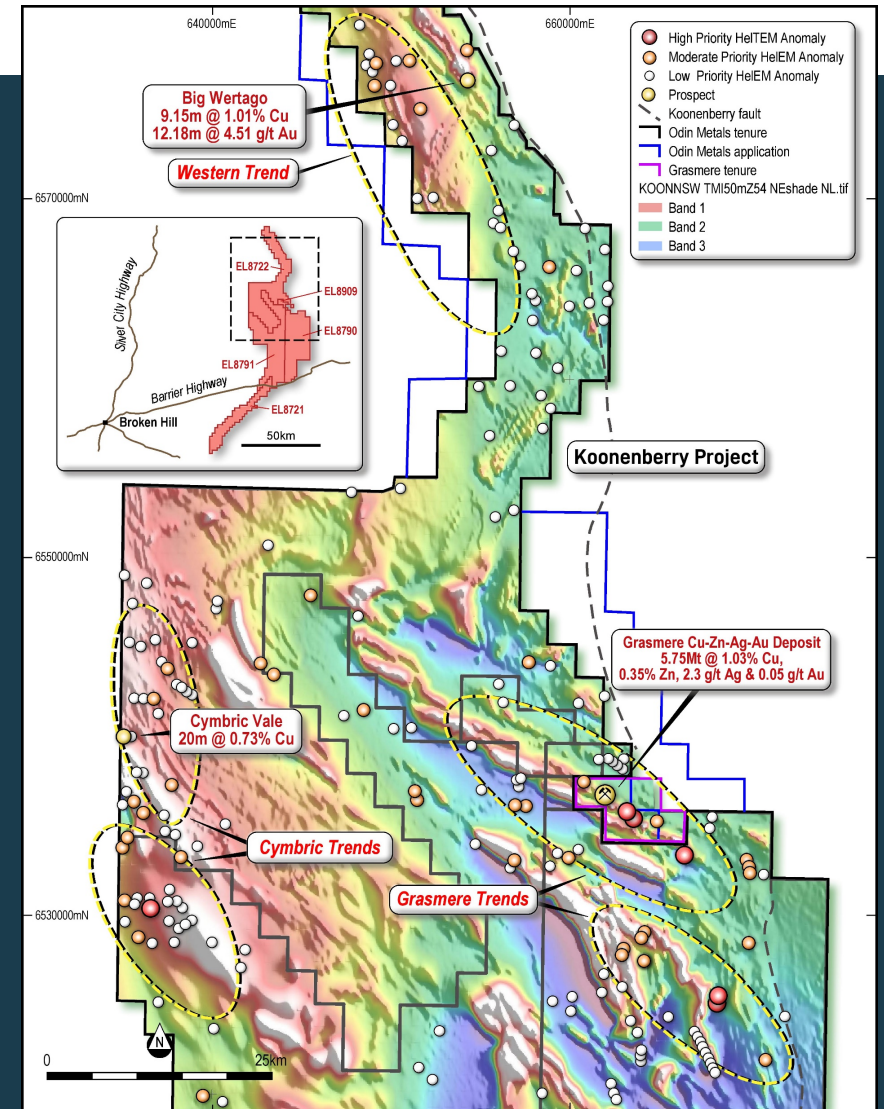 640000mE
660000mE
High Priority HelTEM Anomaly
Moderate Priority HelEM Anomaly
Low Priority HelEM Anomaly
Prospect
Koonenberry fault
Odin Metals tenure
Odin Metals application
Grasmere tenure
KOONNSW TMI50mZ54 NEshade NL.tif
Band 1
Band 2
Band 3
Big Wertago
9.15m @ 1.01% Cu
12.18m @ 4.51 g/t Au
Western Trend
6570000mN
Silver City Highway
EL8722
EL8909
EL8790
EL8791
Barrier Highway
EL8721
Broken Hill
50km
Koonenberry Project
6550000mN
Grasmere Cu-Zn-Ag-Au Deposit
5.75Mt @ 1.03% Cu,
0.35% Zn, 2.3 g/t Ag & 0.05 g/t Au
Cymbric Vale
20m @ 0.73% Cu
Cymbric Trends
Grasmere Trends
6530000mN
N
0
25km